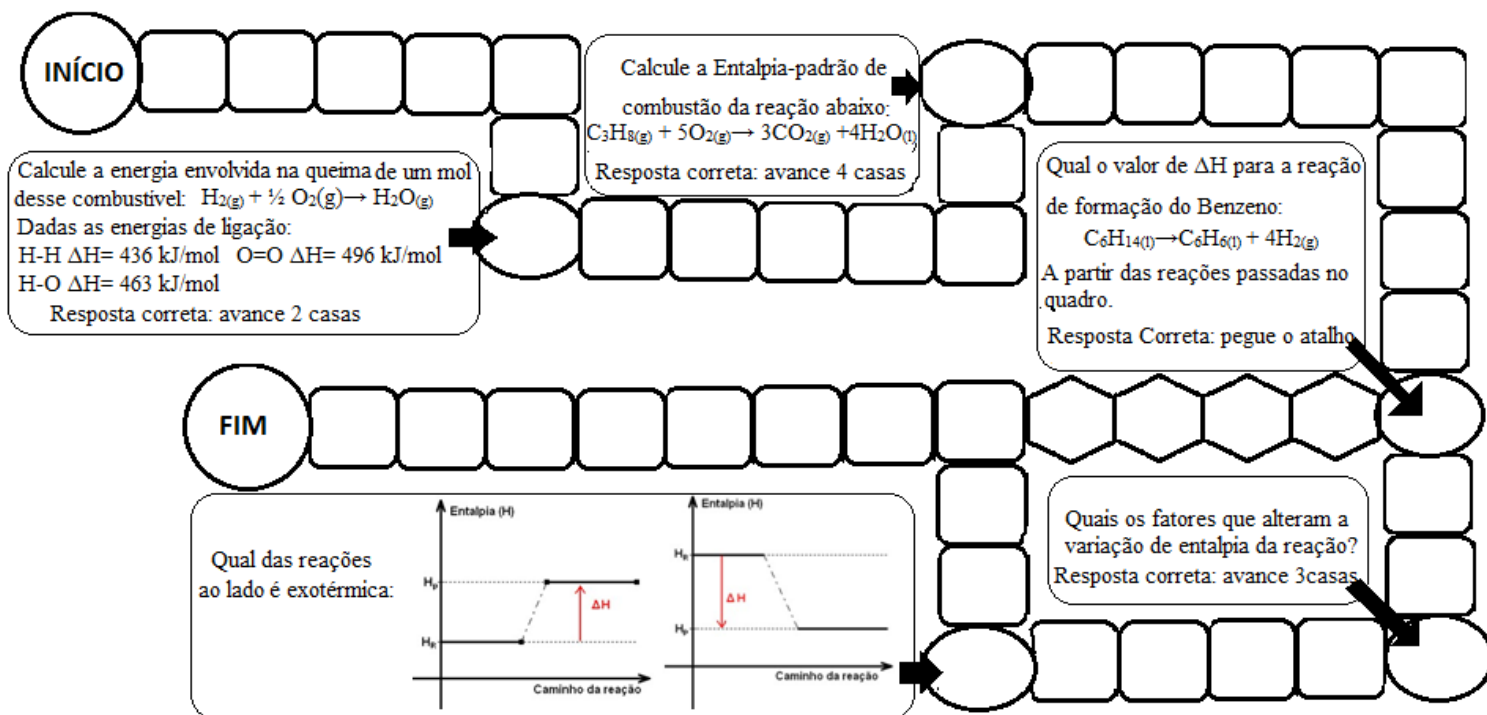 INÍCIO
Calcule a Entalpia-padrão de
combustão da reação abaixo:
C₃H₈(g) + 5O₂(g)→ 3CO₂(g) +4H₂O(l)
Resposta correta: avance 4 casas
Calcule a energia envolvida na queima de um mol
desse combustível: H₂(g) + ½ O₂(g)→ H₂O(g)
Dadas as energias de ligação:
H-H ΔH= 436 kJ/mol O=O ΔH= 496 kJ/mol
H-O ΔH= 463 kJ/mol
Resposta correta: avance 2 casas
Qual o valor de ΔH para a reação
de formação do Benzeno:
C₆H₁₄(l)→C₆H₆(l) + 4H₂(g)
A partir das reações passadas no
quadro.
Resposta Correta: pegue o atalho
FIM
Qual das reações
ao lado é exotérmica:
Entalpia (H)
Hₚ
ΔH
Hᵣ
Caminho da reação
Entalpia (H)
Hᵣ
ΔH
Hₚ
Caminho da reação
Quais os fatores que alteram a
variação de entalpia da reação?
Resposta correta: avance 3casas